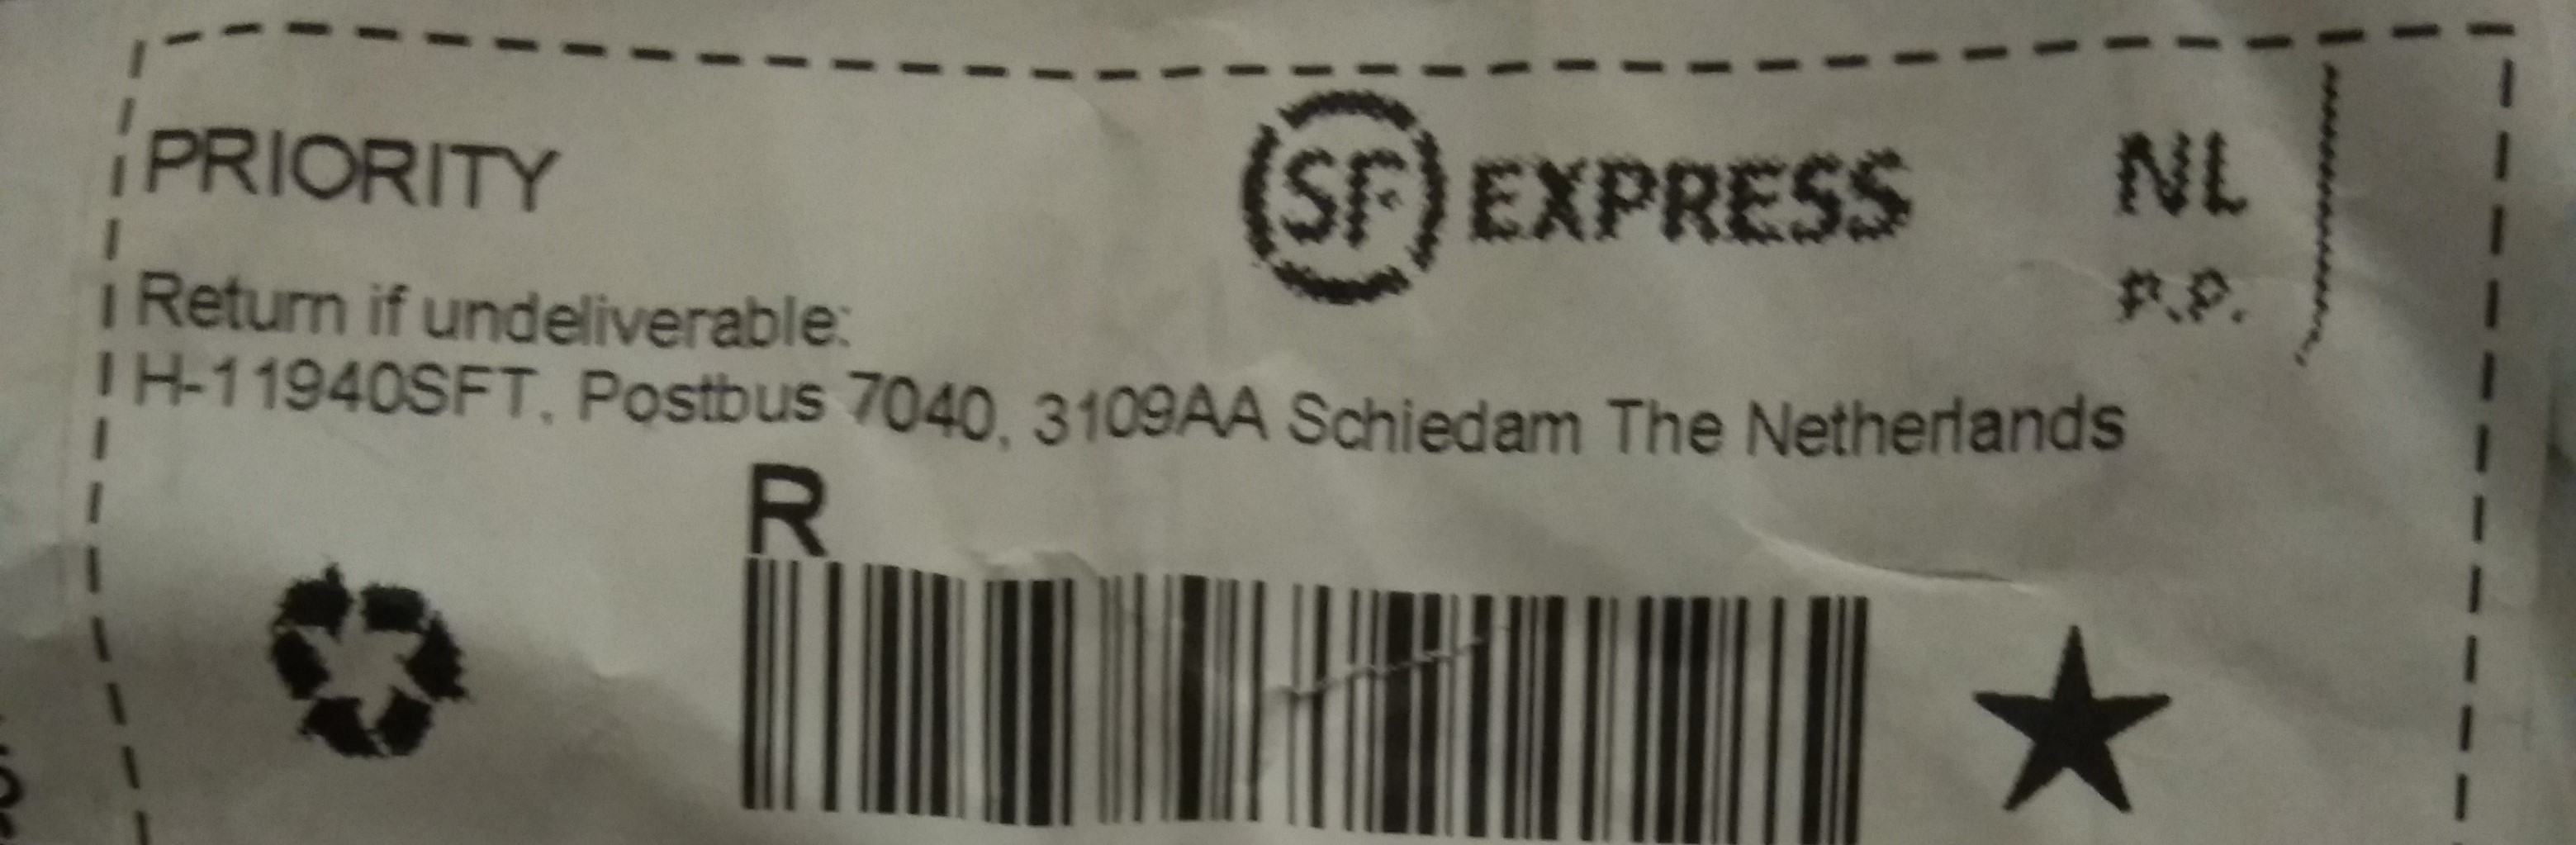 PRIORITY
SF EXPRESS
NL
P.P.
Return if undeliverable:
H-11940SFT, Postbus 7040, 3109AA Schiedam The Netherlands
R